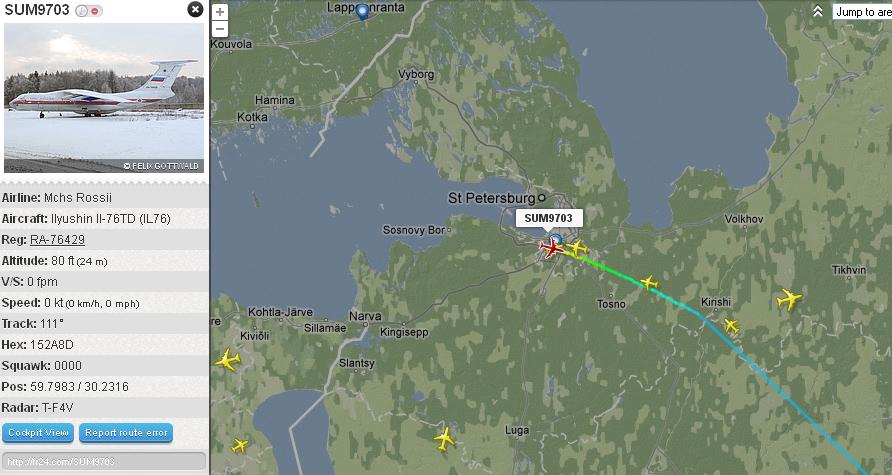 SUM9703
© FELIX GOTTWALD
Airline: Mchs Rossii
Aircraft: Ilyushin Il-76TD (IL76)
Reg: RA-76429
Altitude: 80 ft (24 m)
V/S: 0 fpm
Speed: 0 kt (0 km/h, 0 mph)
Track: 111°
Hex: 152A8D
Squawk: 0000
Pos: 59.7983 / 30.2316
Radar: T-F4V
Cockpit View
Report route error
http://fr24.com/SUM9703
+
−
Jump to are
Lappeenranta
Kouvola
Vyborg
Hamina
Kotka
St Petersburg
SUM9703
Volkhov
Sosnovyy Bor
Tikhvin
Tosno
Kirishi
Kohtla-Järve
Narva
re
Sillamäe
Kingisepp
Kiviõli
Slantsy
Luga